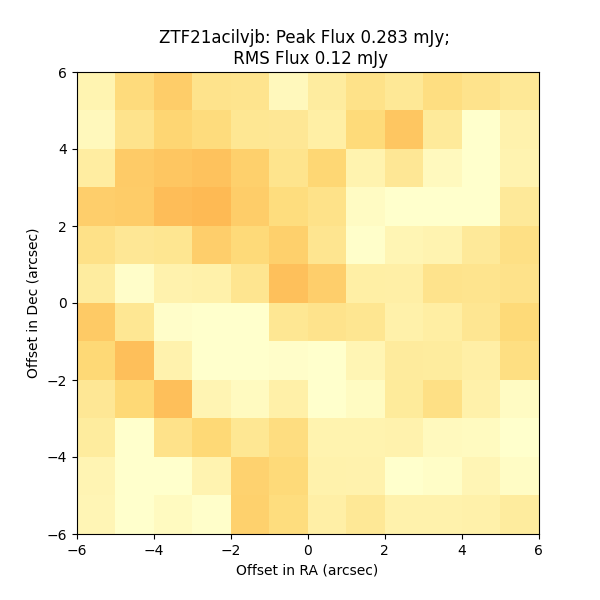 ZTF21acilvjb: Peak Flux 0.283 mJy;
RMS Flux 0.12 mJy
6
4
2
0
−2
−4
−6
Offset in Dec (arcsec)
−6 −4 −2 0 2 4 6
Offset in RA (arcsec)